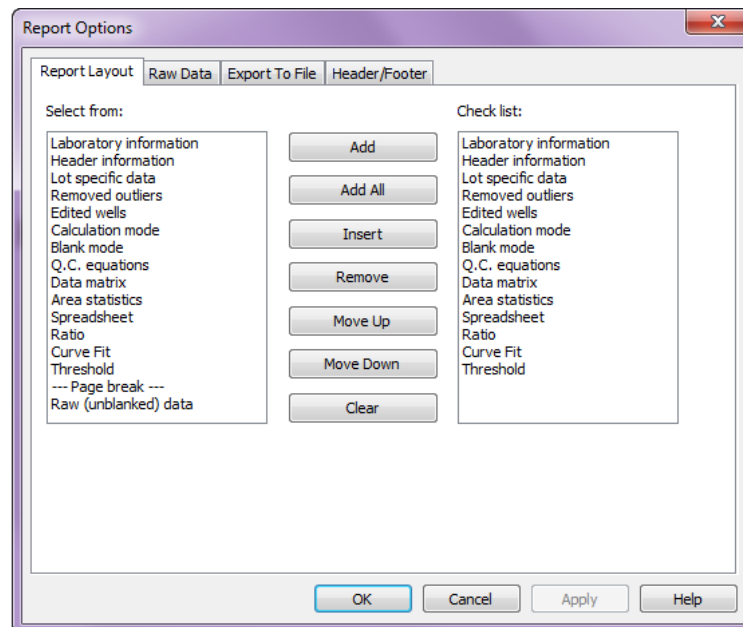 Report Options
x
Report Layout Raw Data Export To File Header/Footer
Select from:
Laboratory information
Header information
Lot specific data
Removed outliers
Edited wells
Calculation mode
Blank mode
Q.C. equations
Data matrix
Area statistics
Spreadsheet
Ratio
Curve Fit
Threshold
--- Page break ---
Raw (unblanked) data
Add
Add All
Insert
Remove
Move Up
Move Down
Clear
Check list:
Laboratory information
Header information
Lot specific data
Removed outliers
Edited wells
Calculation mode
Blank mode
Q.C. equations
Data matrix
Area statistics
Spreadsheet
Ratio
Curve Fit
Threshold
OK Cancel Apply Help